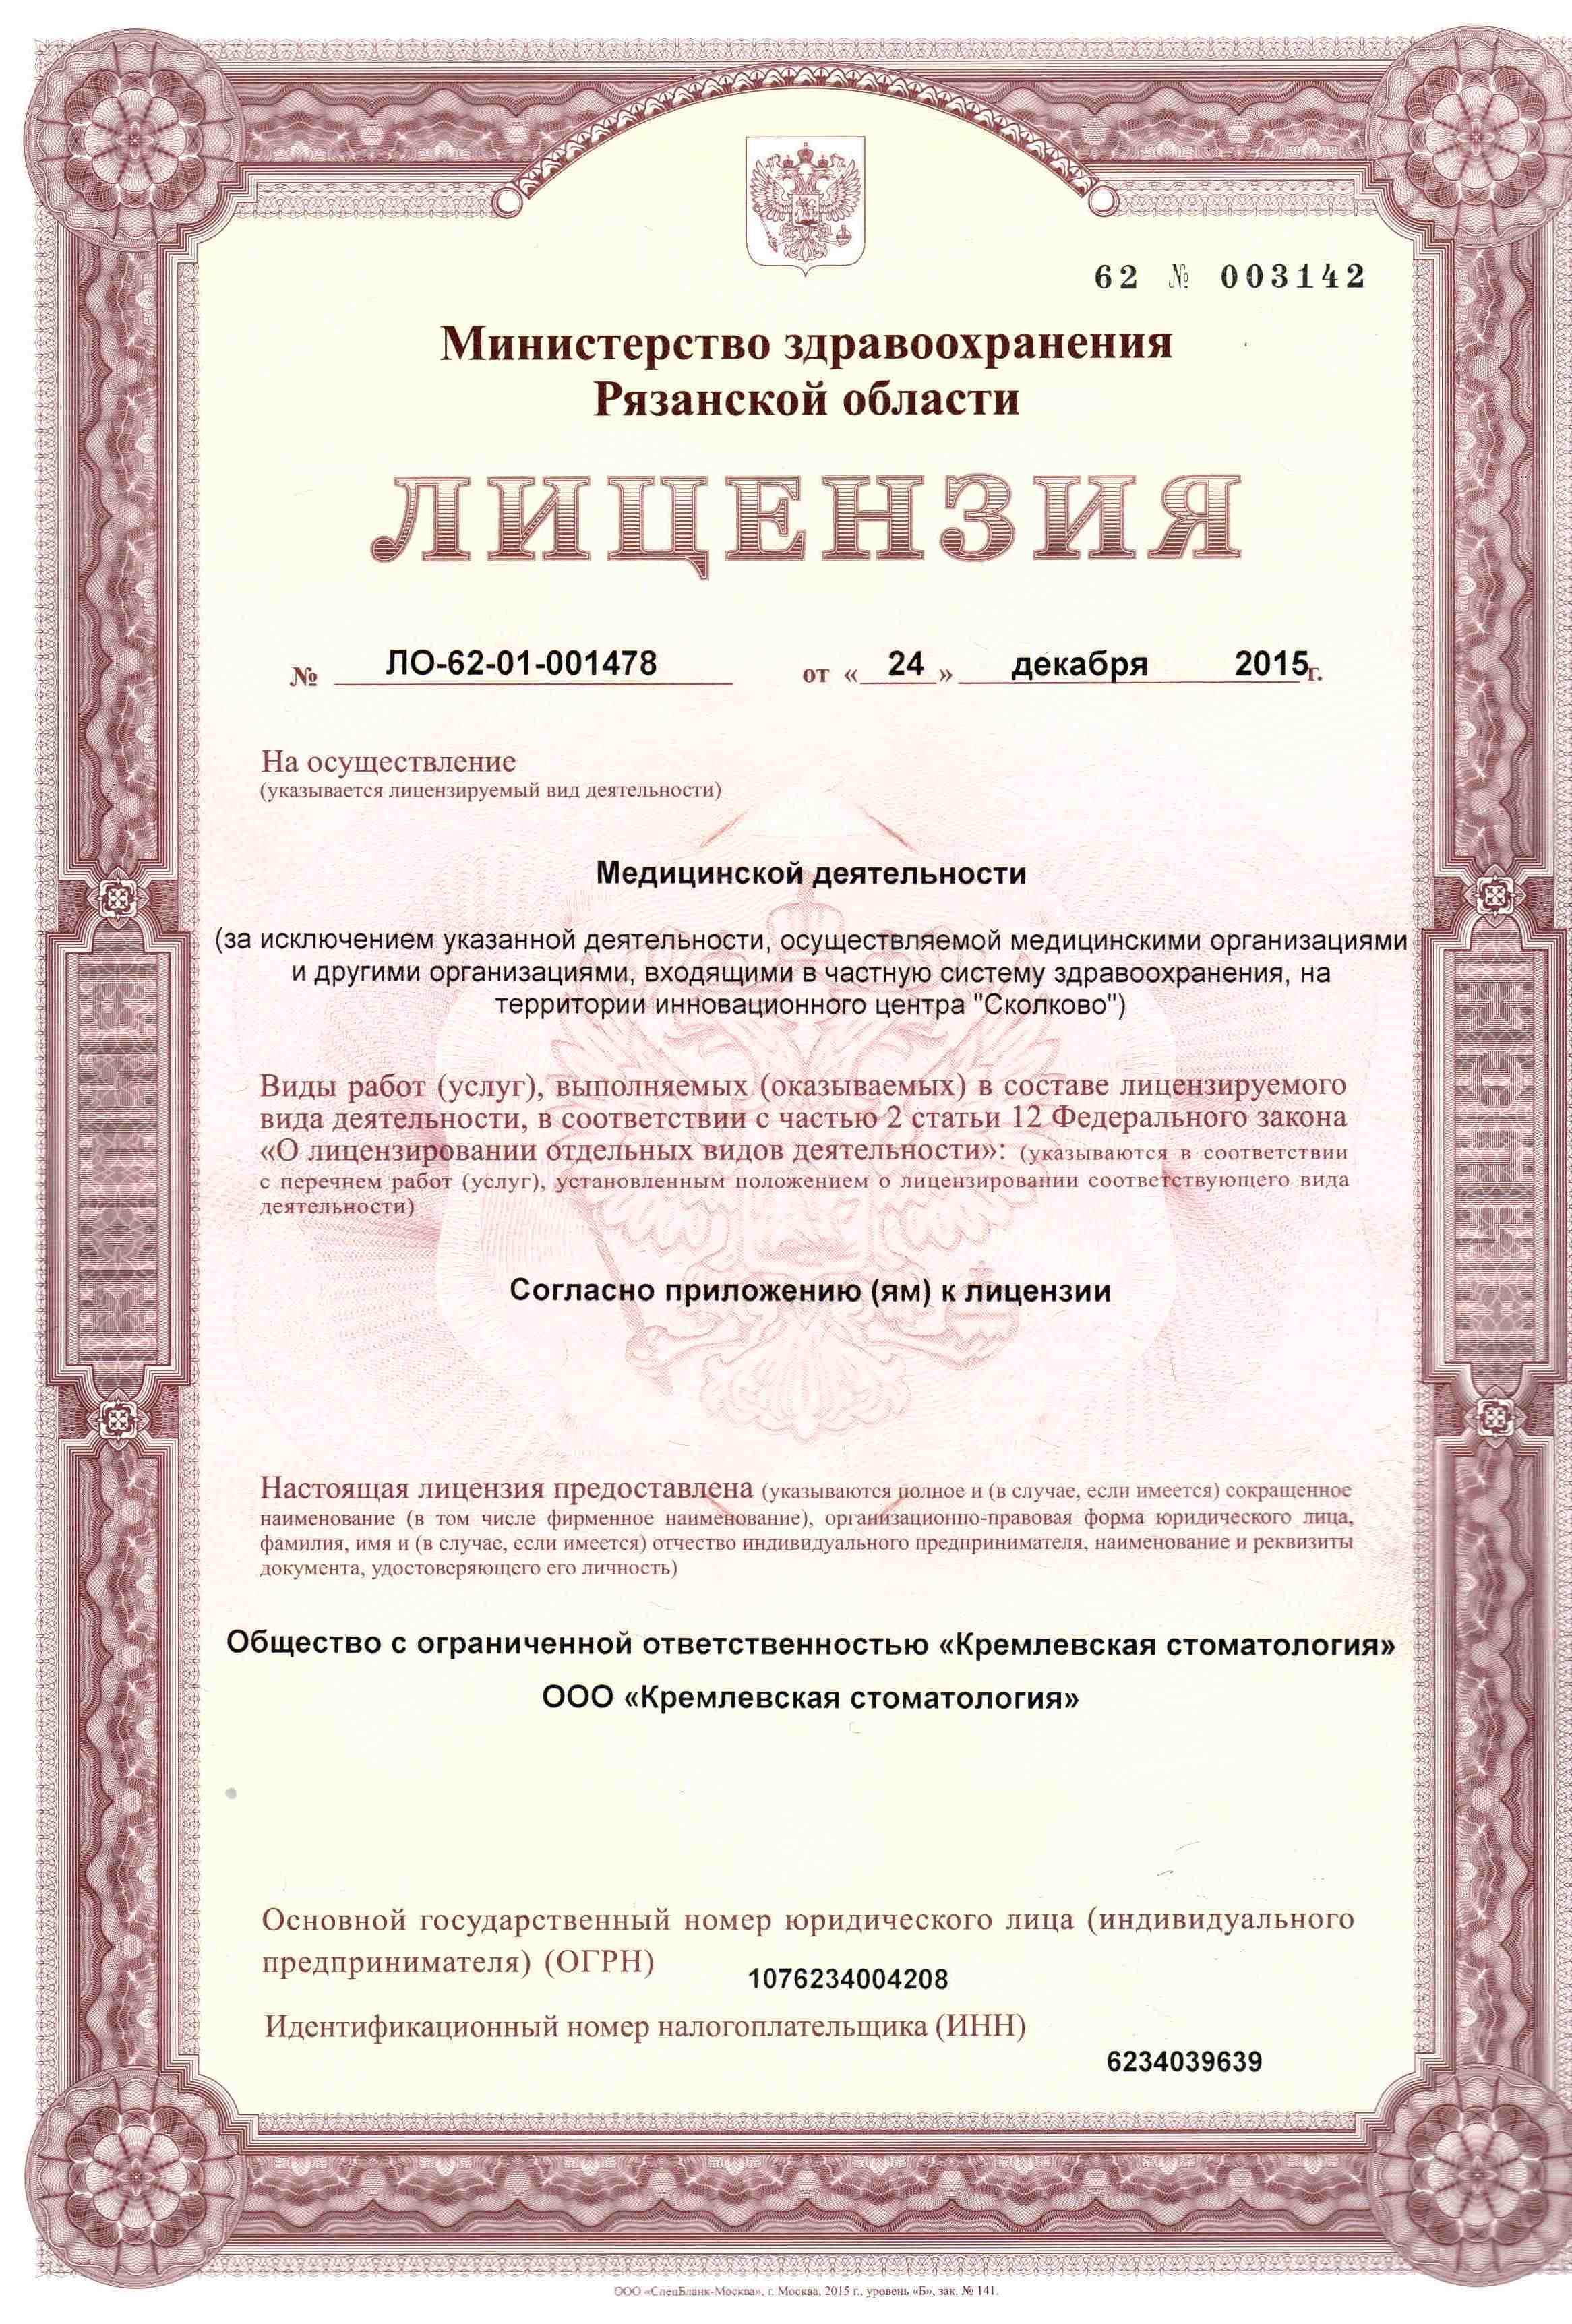 62 № 003142
Министерство здравоохранения
Рязанской области
ЛИЦЕНЗИЯ
№ ЛО-62-01-001478 от « 24 » декабря 2015г.
На осуществление
(указывается лицензируемый вид деятельности)
Медицинской деятельности
(за исключением указанной деятельности, осуществляемой медицинскими организациями
и другими организациями, входящими в частную систему здравоохранения, на
территории инновационного центра "Сколково")
Виды работ (услуг), выполняемых (оказываемых) в составе лицензируемого
вида деятельности, в соответствии с частью 2 статьи 12 Федерального закона
«О лицензировании отдельных видов деятельности»: (указываются в соответствии
с перечнем работ (услуг), установленным положением о лицензировании соответствующего вида
деятельности)
Согласно приложению (ям) к лицензии
Настоящая лицензия предоставлена (указываются полное и (в случае, если имеется) сокращенное
наименование (в том числе фирменное наименование), организационно-правовая форма юридического лица,
фамилия, имя и (в случае, если имеется) отчество индивидуального предпринимателя, наименование и реквизиты
документа, удостоверяющего его личность)
Общество с ограниченной ответственностью «Кремлевская стоматология»
ООО «Кремлевская стоматология»
Основной государственный номер юридического лица (индивидуального
предпринимателя) (ОГРН) 1076234004208
Идентификационный номер налогоплательщика (ИНН)
6234039639
ООО «СпецБланк-Москва», г. Москва, 2015 г., уровень «Б», зак. № 141.